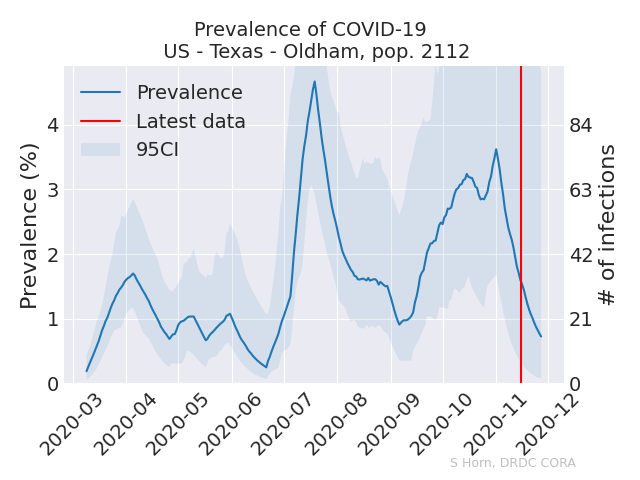 Prevalence of COVID-19
US - Texas - Oldham, pop. 2112
Prevalence
Latest data
95CI
Prevalence (%)
4
3
2
1
0
84
63
42
21
0
# of infections
2020-03
2020-04
2020-05
2020-06
2020-07
2020-08
2020-09
2020-10
2020-11
2020-12
S Horn, DRDC CORA